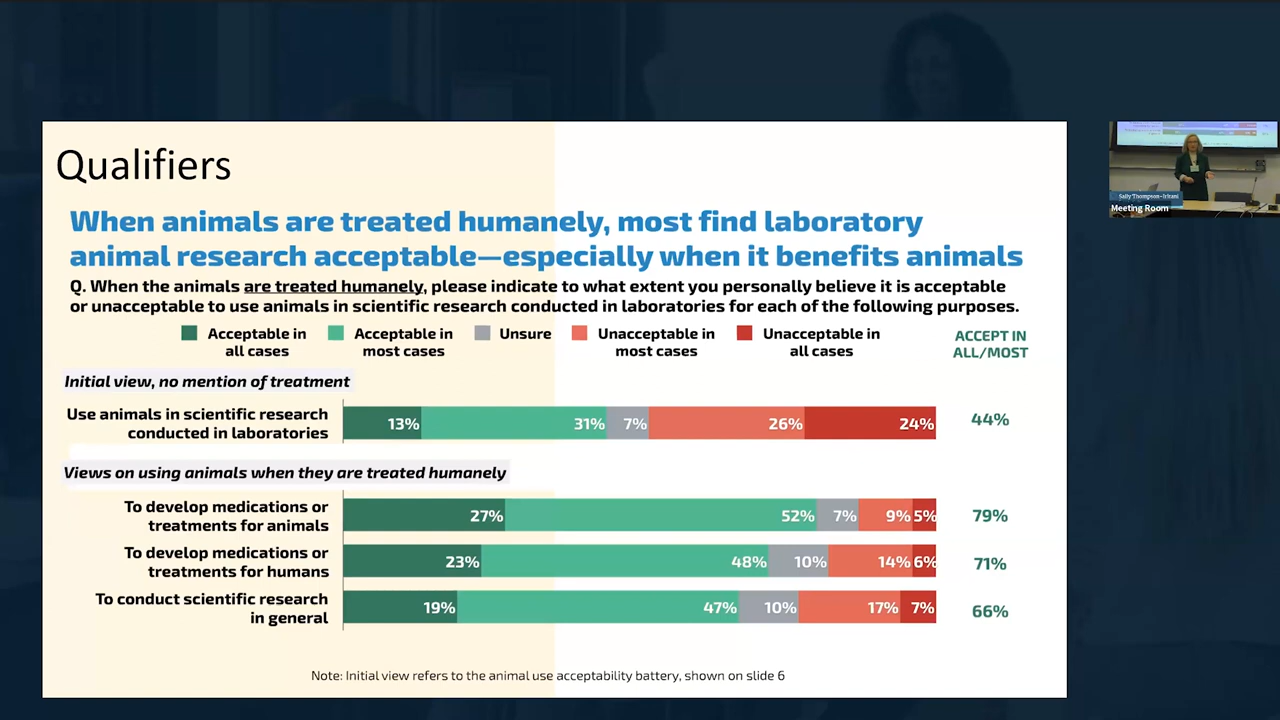 Qualifiers
When animals are treated humanely, most find laboratory
animal research acceptable—especially when it benefits animals
Q. When the animals are treated humanely, please indicate to what extent you personally believe it is acceptable
or unacceptable to use animals in scientific research conducted in laboratories for each of the following purposes.
Acceptable in
all cases
Acceptable in
most cases
Unsure
Unacceptable in
most cases
Unacceptable in
all cases
ACCEPT IN
ALL/MOST
Initial view, no mention of treatment
Use animals in scientific research
conducted in laboratories
13% 31% 7% 26% 24% 44%
Views on using animals when they are treated humanely
To develop medications or
treatments for animals
27% 52% 7% 9% 5% 79%
To develop medications or
treatments for humans
23% 48% 10% 14% 6% 71%
To conduct scientific research
in general
19% 47% 10% 17% 7% 66%
Note: Initial view refers to the animal use acceptability battery, shown on slide 6
Meeting Room